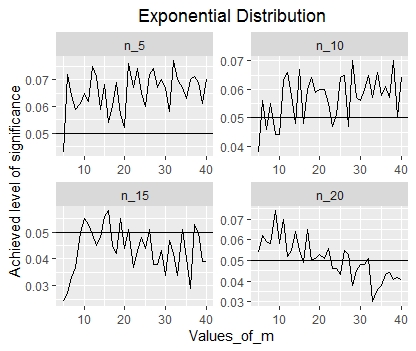 Exponential Distribution
n_5
n_10
0.07
0.06
0.05
0.07
0.06
0.05
0.04
n_15
n_20
0.05
0.04
0.03
0.07
0.06
0.05
0.04
0.03
10 20 30 40
10 20 30 40
Achieved level of significance
Values_of_m